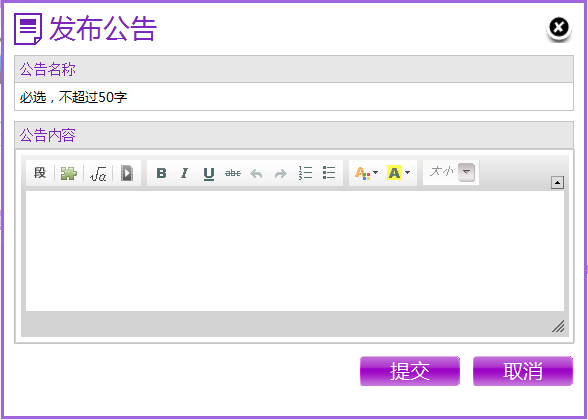 发布公告
公告名称
必选，不超过50字
公告内容
段 √α B I U abc A A 大小
提交 取消